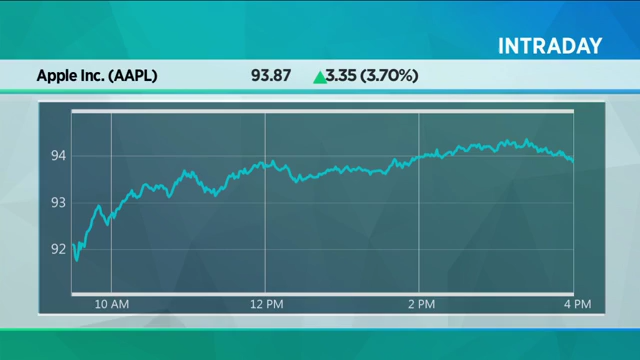 INTRADAY
Apple Inc. (AAPL) 93.87 ▲3.35 (3.70%)
94
93
92
10 AM 12 PM 2 PM 4 PM